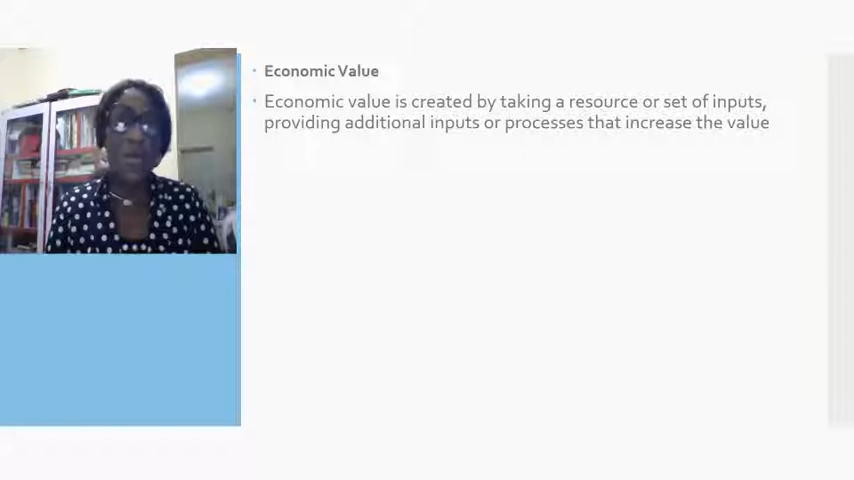 Economic Value
Economic value is created by taking a resource or set of inputs,
providing additional inputs or processes that increase the value